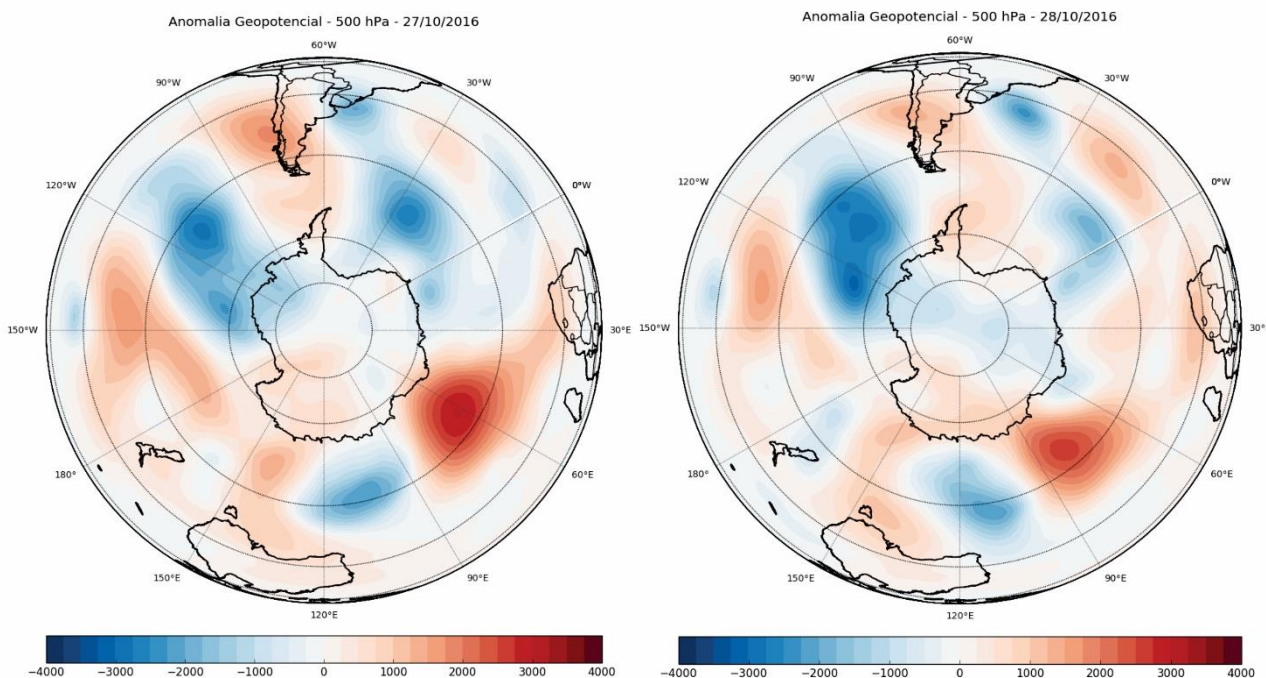 Anomalia Geopotencial - 500 hPa - 27/10/2016
60°W
90°W
30°W
120°W
0°W
150°W
30°E
180°
60°E
150°E
90°E
120°E
−4000 −3000 −2000 −1000 0 1000 2000 3000 4000
Anomalia Geopotencial - 500 hPa - 28/10/2016
60°W
90°W
30°W
120°W
0°W
150°W
30°
180°
60°E
150°E
90°E
120°E
−4000 −3000 −2000 −1000 0 1000 2000 3000 4000